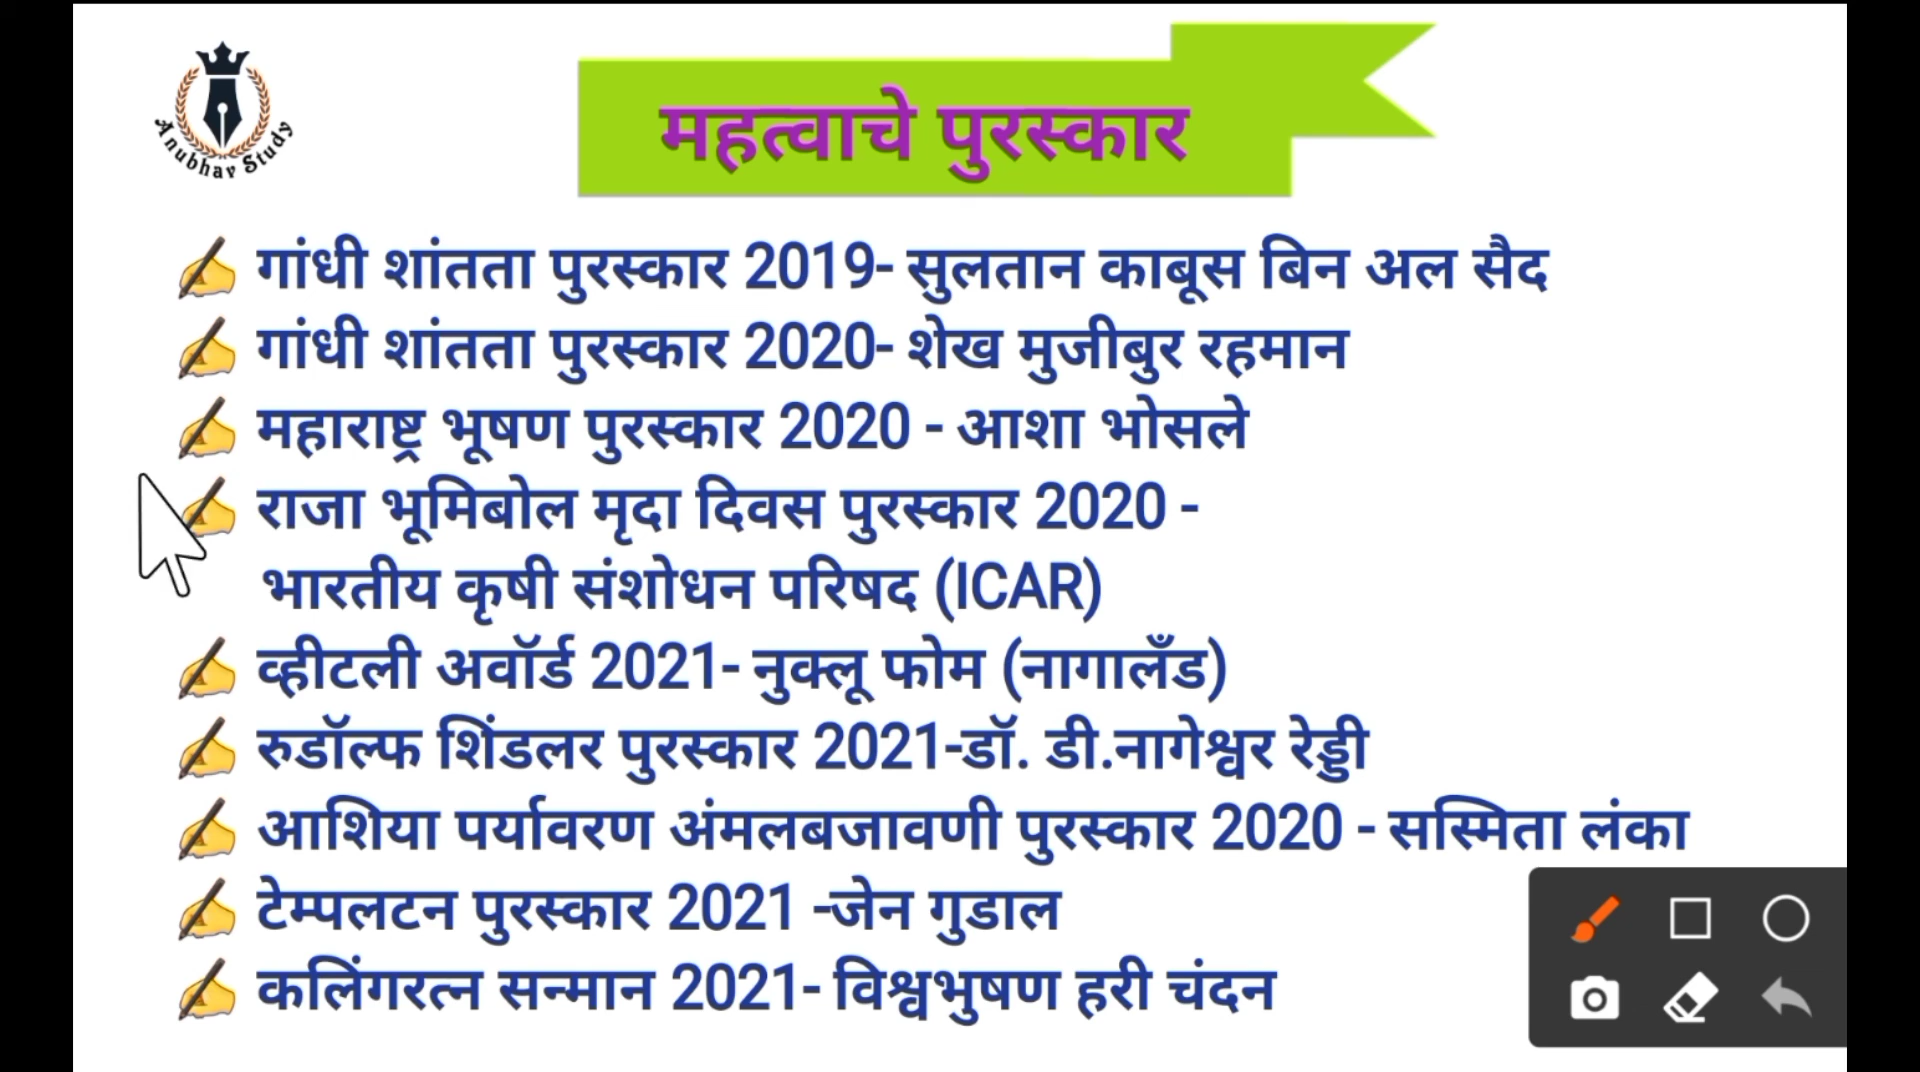 Anubhav Study
महत्वाचे पुरस्कार
गांधी शांतता पुरस्कार 2019- सुलतान काबूस बिन अल सैद
गांधी शांतता पुरस्कार 2020- शेख मुजीबुर रहमान
महाराष्ट्र भूषण पुरस्कार 2020 - आशा भोसले
राजा भूमिबोल मृदा दिवस पुरस्कार 2020 -
भारतीय कृषी संशोधन परिषद (ICAR)
व्हीटली अवॉर्ड 2021- नुक्लू फोम (नागालँड)
रुडॉल्फ शिंडलर पुरस्कार 2021-डॉ. डी.नागेश्वर रेड्डी
आशिया पर्यावरण अंमलबजावणी पुरस्कार 2020 - सस्मिता लंका
टेम्पलटन पुरस्कार 2021 -जेन गुडाल
कलिंगरत्न सन्मान 2021- विश्वभुषण हरी चंदन